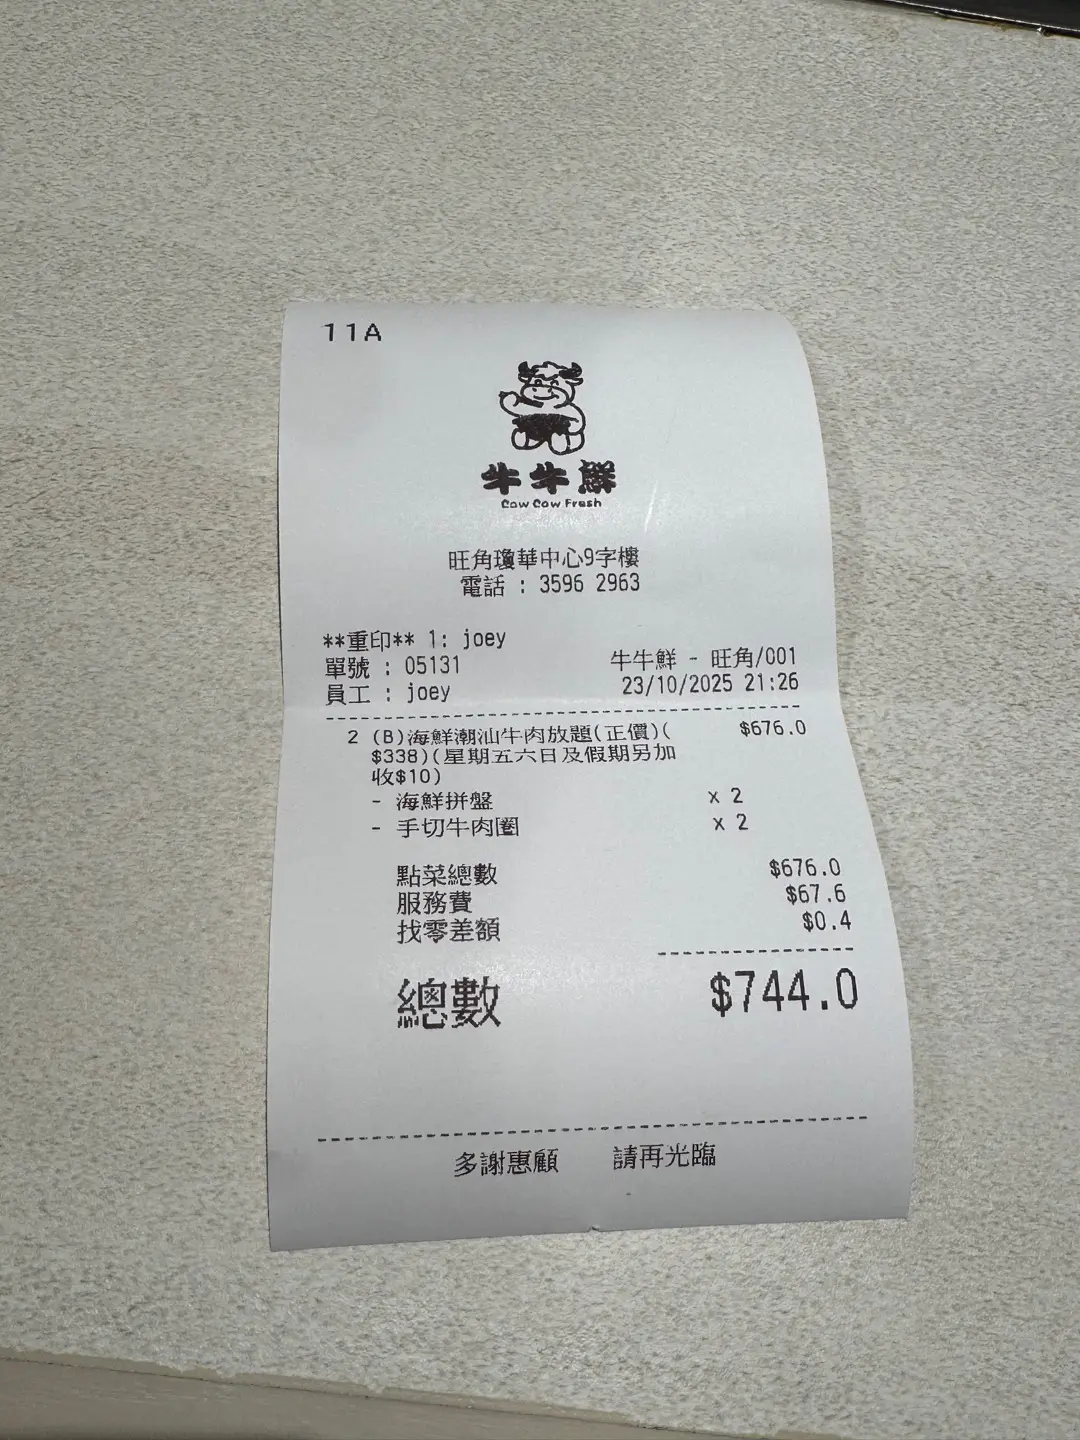 11A
牛牛鮮
Cow Cow Fresh
旺角瓊華中心9字樓
電話 : 3596 2963
**重印** 1: joey
單號 : 05131 牛牛鮮 - 旺角/001
員工 : joey 23/10/2025 21:26
2 (B)海鮮潮汕牛肉放題(正價)( $676.0
$338)(星期五六日及假期另加
收$10)
- 海鮮拼盤 x 2
- 手切牛肉圈 x 2
點菜總數 $676.0
服務費 $67.6
找零差額 $0.4
總數 $744.0
多謝惠顧 請再光臨